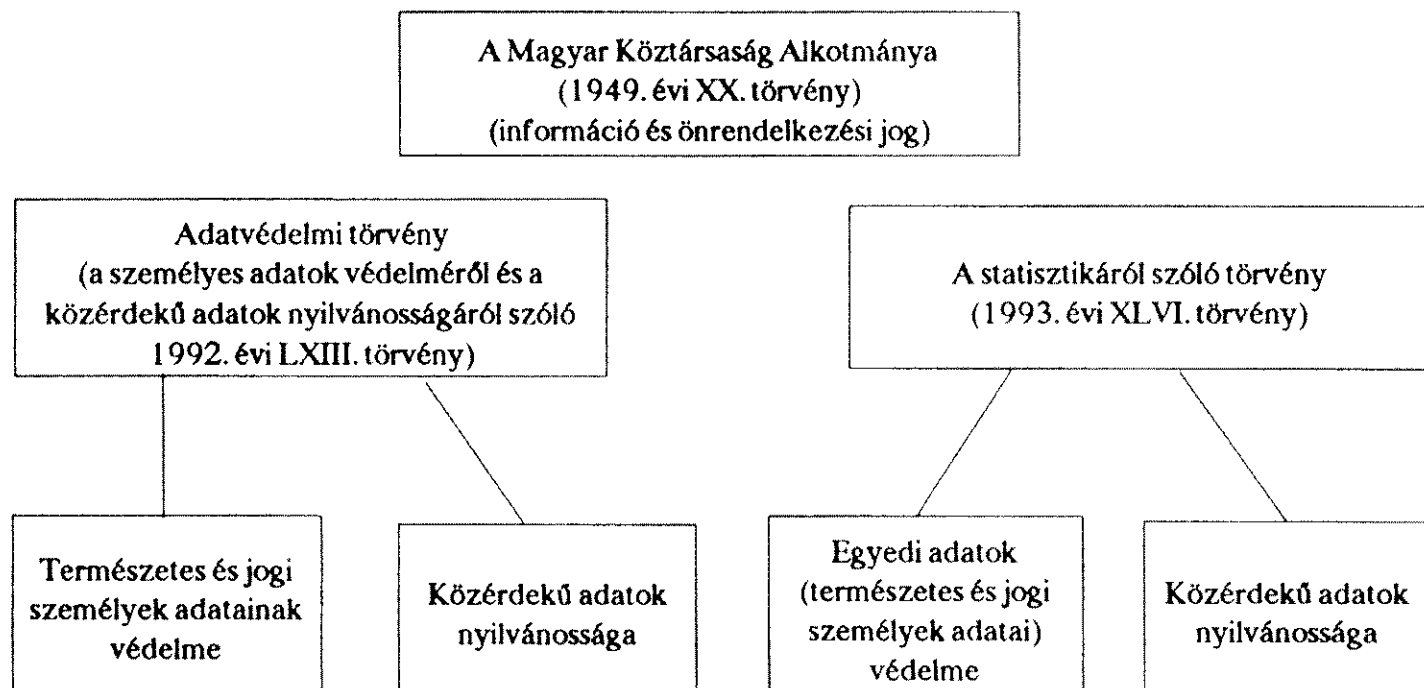 A Magyar Köztársaság Alkotmánya
(1949. évi XX. törvény)
(információ és önrendelkezési jog)
Adatvédelmi törvény
(a személyes adatok védelméről és a
közérdekű adatok nyilvánosságáról szóló
1992. évi LXIII. törvény)
A statisztikáról szóló törvény
(1993. évi XLVI. törvény)
Természetes és jogi
személyek adatainak
védelme
Közérdekű adatok
nyilvánossága
Egyedi adatok
(természetes és jogi
személyek adatai)
védelme
Közérdekű adatok
nyilvánossága